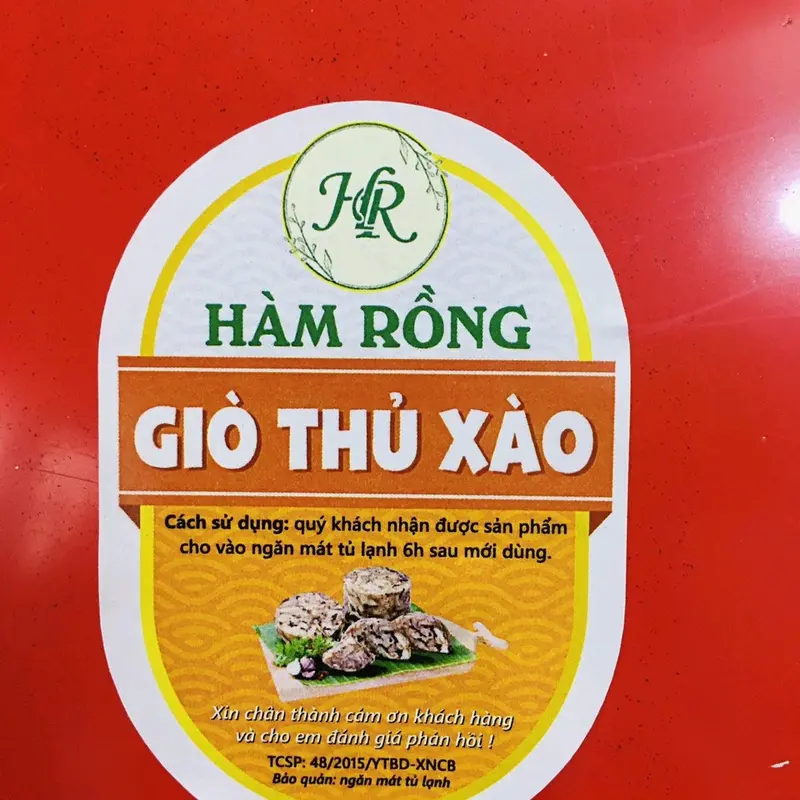 HR
HÀM RỒNG
GIÒ THỦ XÀO
Cách sử dụng: quý khách nhận được sản phẩm
cho vào ngăn mát tủ lạnh 6h sau mới dùng.
Xin chân thành cám ơn khách hàng
và cho em đánh giá phản hồi !
TCSP: 48/2015/YTBD-XNCB
Bảo quản: ngăn mát tủ lạnh